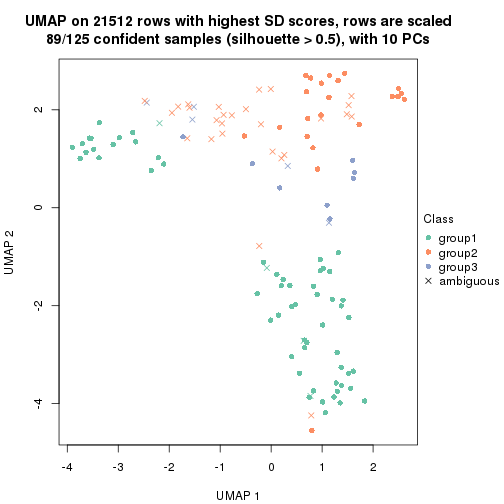 UMAP on 21512 rows with highest SD scores, rows are scaled
89/125 confident samples (silhouette > 0.5), with 10 PCs
UMAP 2
2
0
-2
-4
-4
-3
-2
-1
0
1
2
UMAP 1
Class
group1
group2
group3
ambiguous